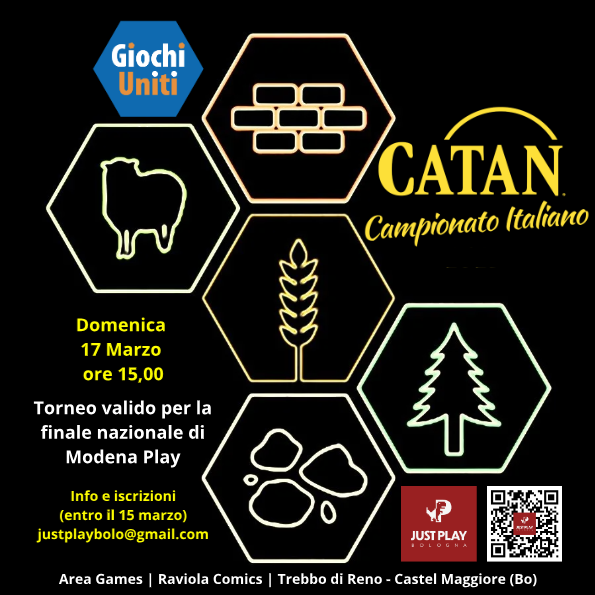 Giochi
Uniti
CATAN
Campionato Italiano
Domenica
17 Marzo
ore 15,00
Torneo valido per la
finale nazionale di
Modena Play
Info e iscrizioni
(entro il 15 marzo)
justplaybolo@gmail.com
JUST PLAY
BOLOGNA
JUST PLAY
Area Games | Raviola Comics | Trebbo di Reno - Castel Maggiore (Bo)